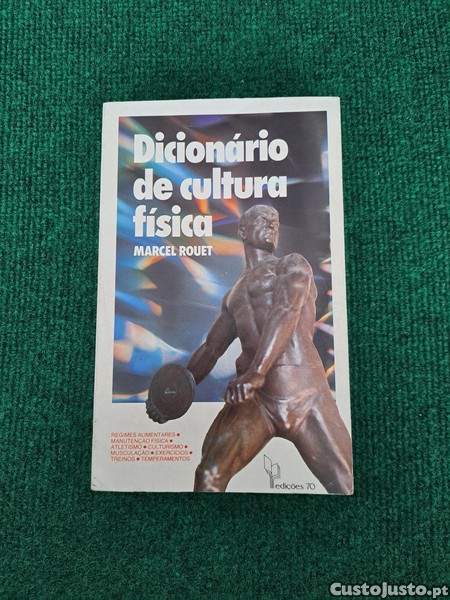 Dicionário
de cultura
física
MARCEL ROUET
REGIMES ALIMENTARES •
MANUTENÇÃO FÍSICA •
ATLETISMO • CULTURISMO •
MUSCULAÇÃO • EXERCÍCIOS •
TREINOS • TEMPERAMENTOS
edições 70
CustoJusto.pt